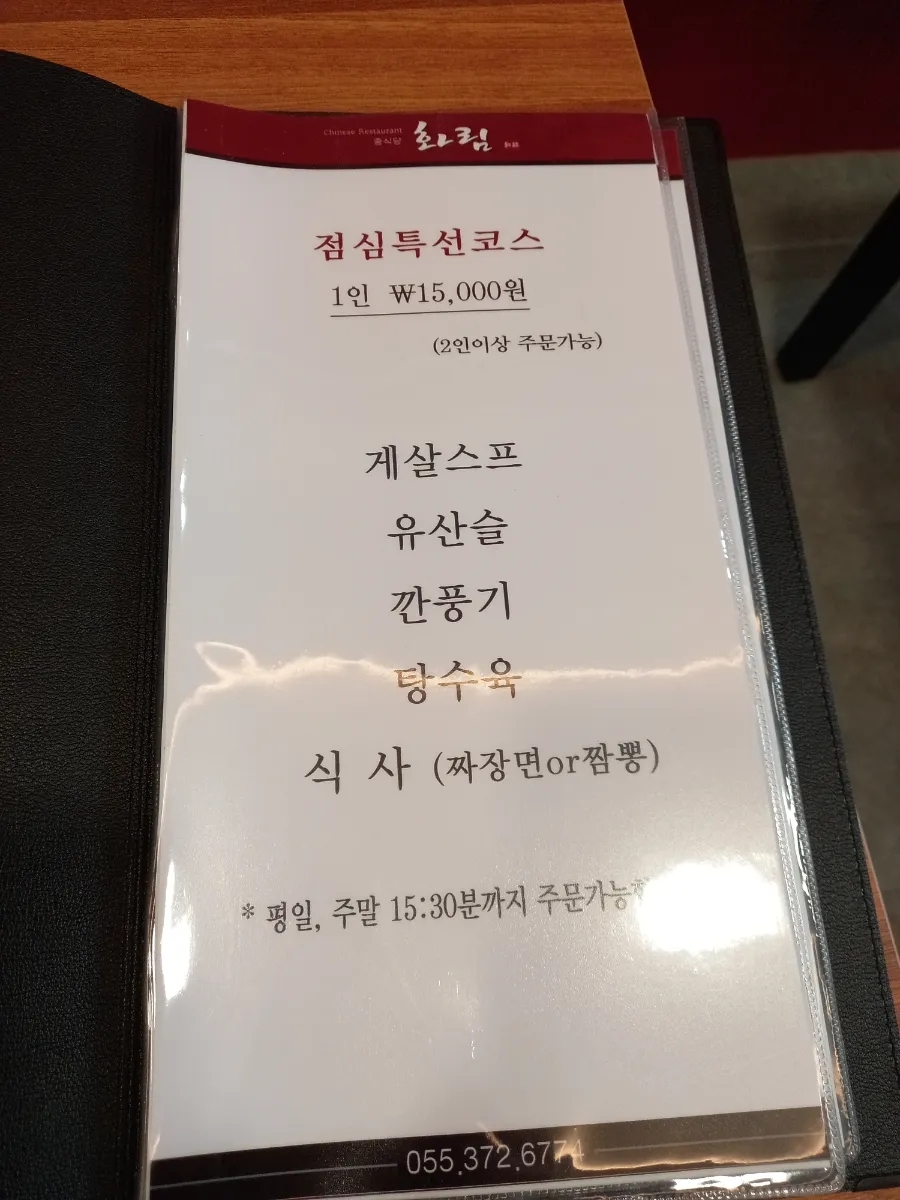 Chinese Restaurant
중식당
화림
점심특선코스
1인 ₩15,000원
(2인이상 주문가능)
게살스프
유산슬
깐풍기
탕수육
식 사 (짜장면or짬뽕)
* 평일, 주말 15:30분까지 주문가능
055.372.6774